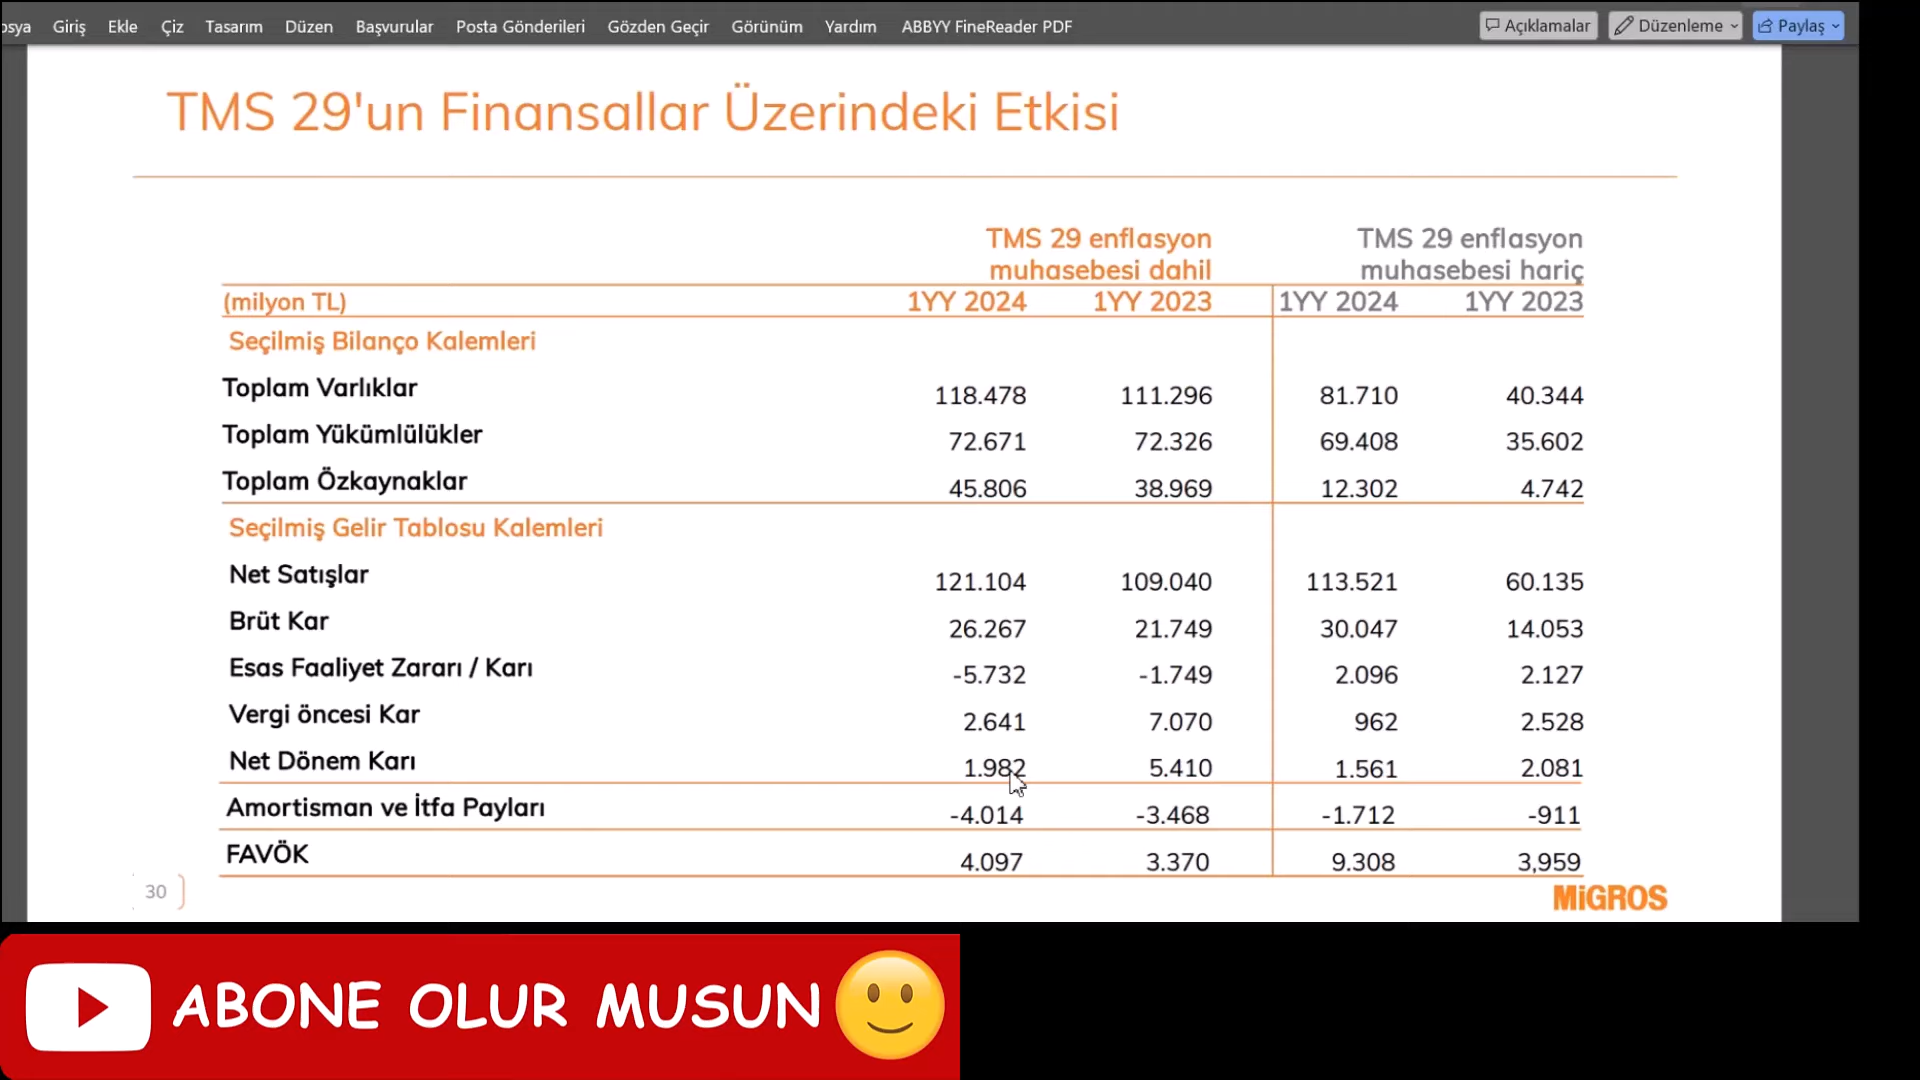 osya Giriş Ekle Çiz Tasarım Düzen Başvurular Posta Gönderileri Gözden Geçir Görünüm Yardım ABBYY FineReader PDF Açıklamalar Düzenleme Paylaş
TMS 29'un Finansallar Üzerindeki Etkisi
TMS 29 enflasyon muhasebesi dahil
TMS 29 enflasyon muhasebesi hariç
(milyon TL) 1YY 2024 1YY 2023 1YY 2024 1YY 2023
Seçilmiş Bilanço Kalemleri
Toplam Varlıklar 118.478 111.296 81.710 40.344
Toplam Yükümlülükler 72.671 72.326 69.408 35.602
Toplam Özkaynaklar 45.806 38.969 12.302 4.742
Seçilmiş Gelir Tablosu Kalemleri
Net Satışlar 121.104 109.040 113.521 60.135
Brüt Kar 26.267 21.749 30.047 14.053
Esas Faaliyet Zararı / Karı -5.732 -1.749 2.096 2.127
Vergi öncesi Kar 2.641 7.070 962 2.528
Net Dönem Karı 1.982 5.410 1.561 2.081
Amortisman ve İtfa Payları -4.014 -3.468 -1.712 -911
FAVÖK 4.097 3.370 9.308 3,959
30
MiGROS
ABONE OLUR MUSUN